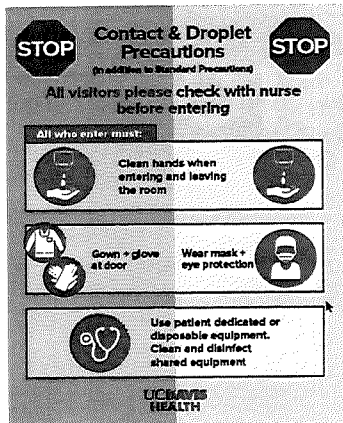 STOP
Contact & Droplet
Precautions
(In addition to Standard Precautions)
STOP
All visitors please check with nurse
before entering
All who enter must:
Clean hands when
entering and leaving
the room
Gown + glove
at door
Wear mask +
eye protection
Use patient dedicated or
disposable equipment.
Clean and disinfect
shared equipment
UCDAVIS
HEALTH